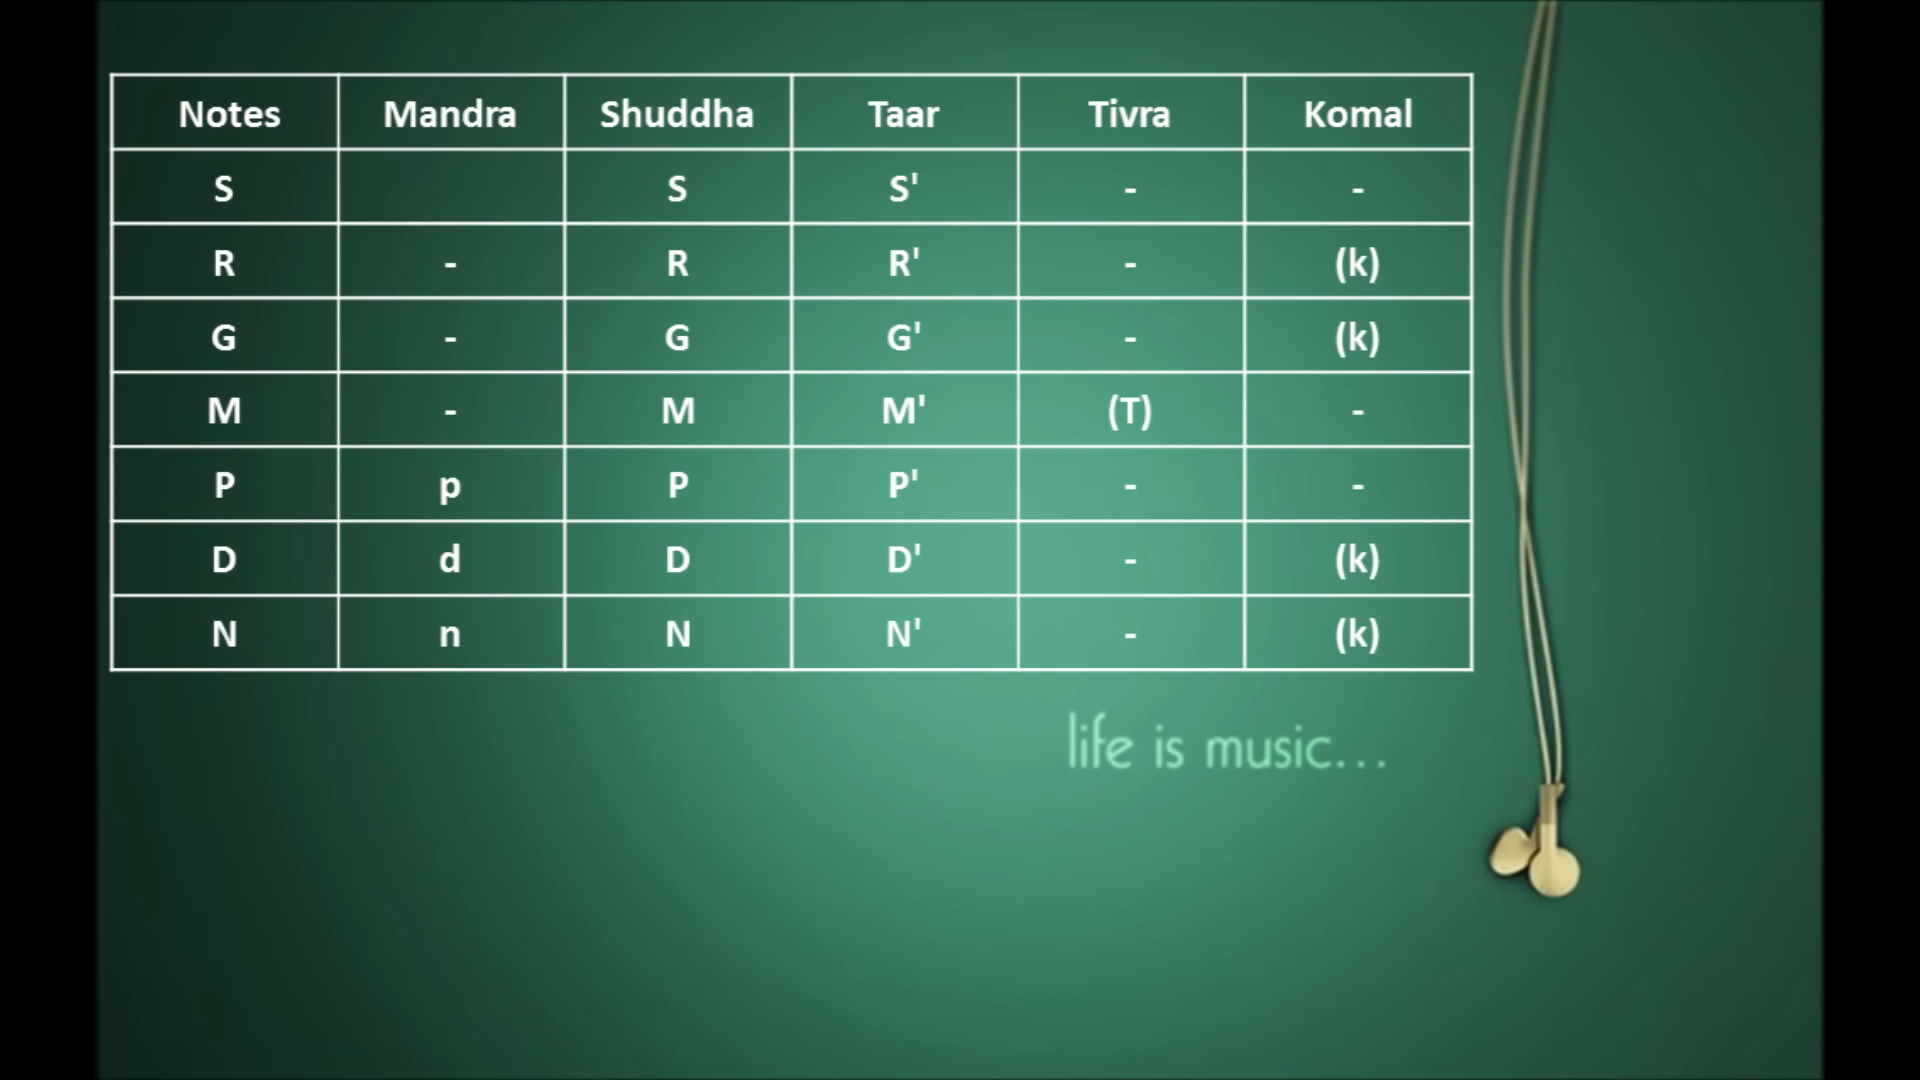 Notes Mandra Shuddha Taar Tivra Komal
S S S' - -
R - R R' - (k)
G - G G' - (k)
M - M M' (T) -
P p P P' - -
D d D D' - (k)
N n N N' - (k)
life is music...